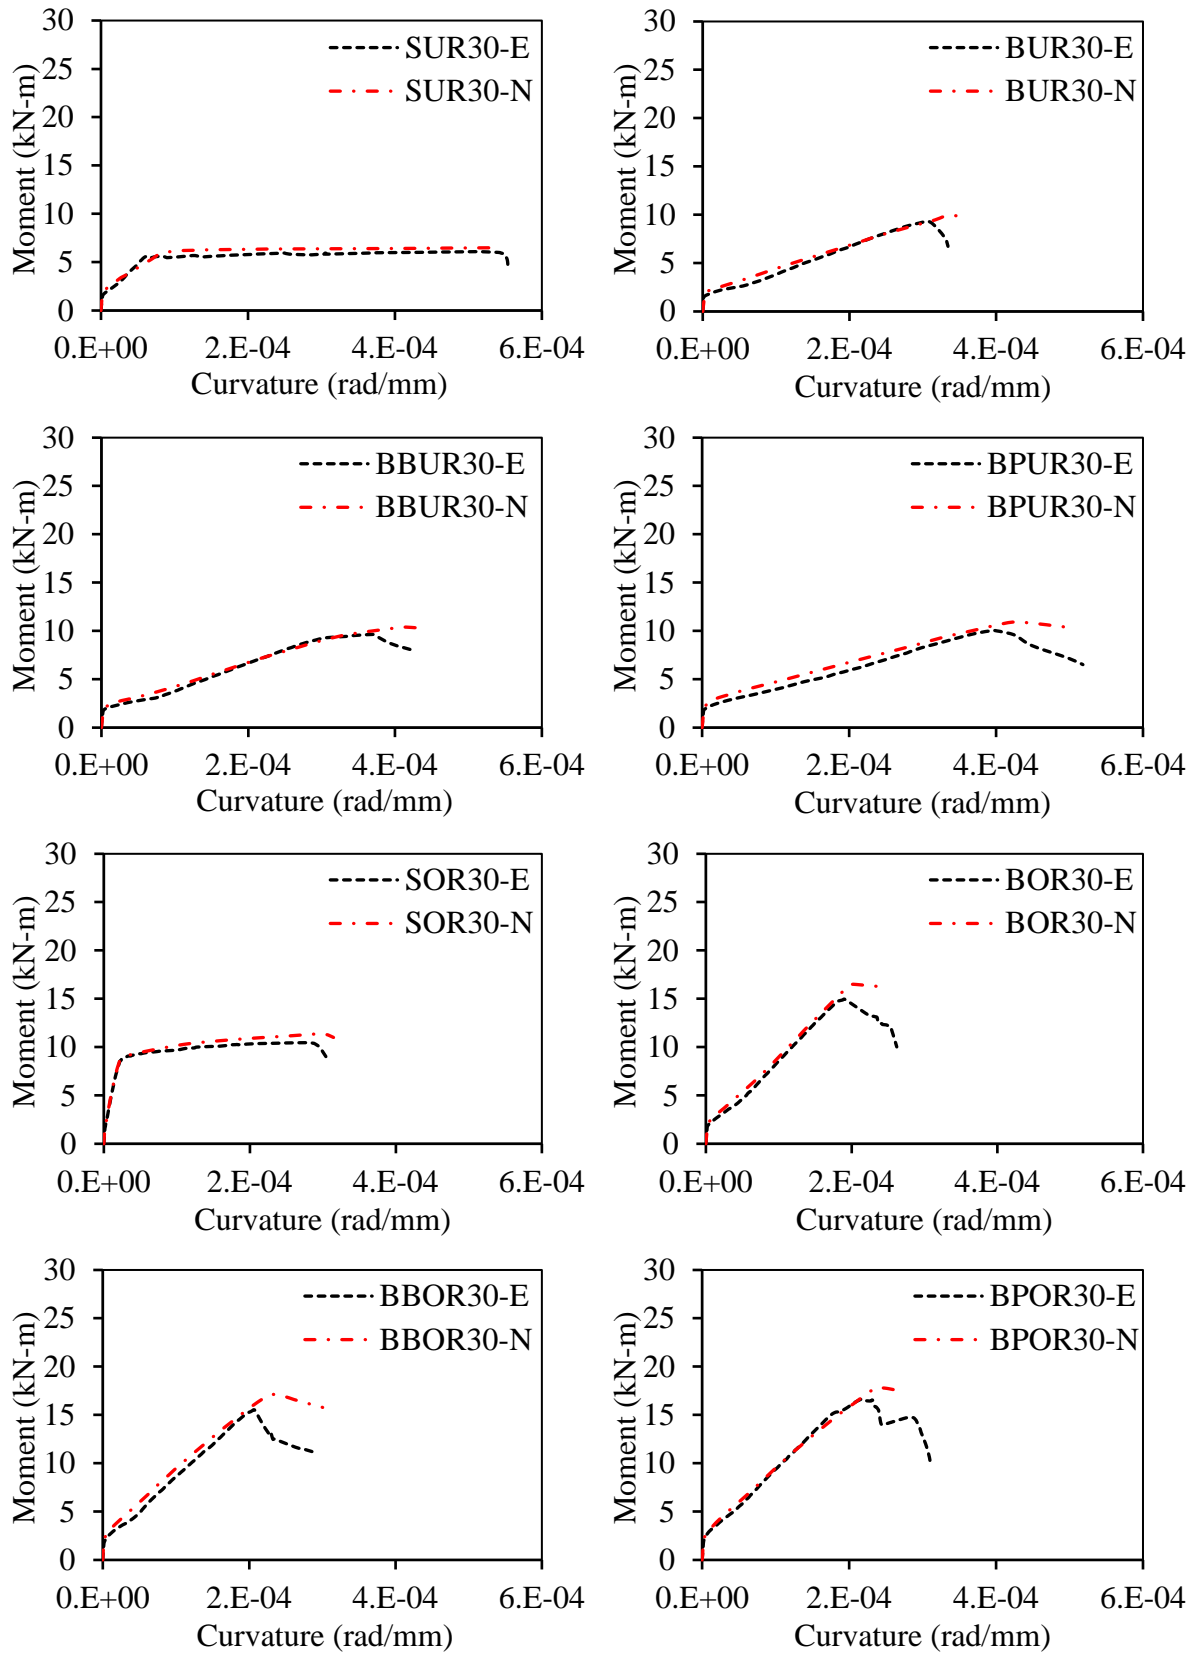 30
25
20
15
10
5
0
Moment (kN-m)
SUR30-E
SUR30-N
0.E+00 2.E-04 4.E-04 6.E-04
Curvature (rad/mm)
30
25
20
15
10
5
0
Moment (kN-m)
BUR30-E
BUR30-N
0.E+00 2.E-04 4.E-04 6.E-04
Curvature (rad/mm)
30
25
20
15
10
5
0
Moment (kN-m)
BBUR30-E
BBUR30-N
0.E+00 2.E-04 4.E-04 6.E-04
Curvature (rad/mm)
30
25
20
15
10
5
0
Moment (kN-m)
BPUR30-E
BPUR30-N
0.E+00 2.E-04 4.E-04 6.E-04
Curvature (rad/mm)
30
25
20
15
10
5
0
Moment (kN-m)
SOR30-E
SOR30-N
0.E+00 2.E-04 4.E-04 6.E-04
Curvature (rad/mm)
30
25
20
15
10
5
0
Moment (kN-m)
BOR30-E
BOR30-N
0.E+00 2.E-04 4.E-04 6.E-04
Curvature (rad/mm)
30
25
20
15
10
5
0
Moment (kN-m)
BBOR30-E
BBOR30-N
0.E+00 2.E-04 4.E-04 6.E-04
Curvature (rad/mm)
30
25
20
15
10
5
0
Moment (kN-m)
BPOR30-E
BPOR30-N
0.E+00 2.E-04 4.E-04 6.E-04
Curvature (rad/mm)